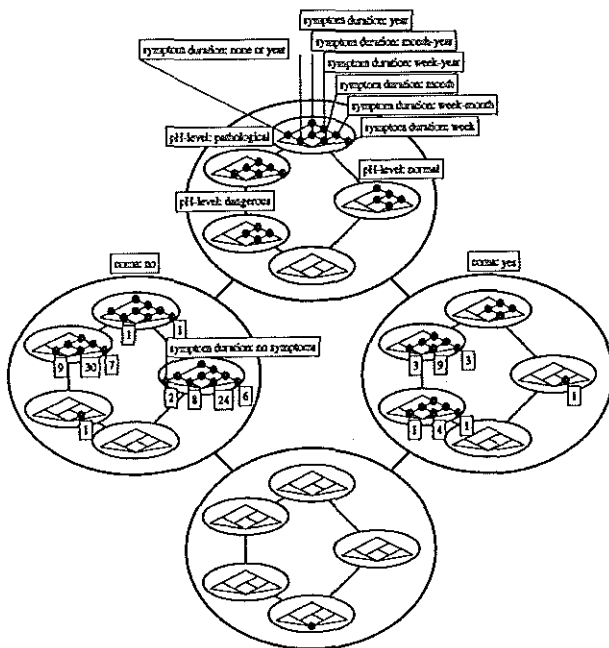 symptom duration: year
symptom duration: none or year
symptom duration: month-year
symptom duration: week-year
symptom duration: month
symptom duration: week-month
symptom duration: week
pH-level: pathological
pH-level: normal
pH-level: dangerous
coma: no
coma: yes
1
1
symptom duration: no symptoms
9
30
7
3
9
3
2
8
24
6
1
1
1
4
1